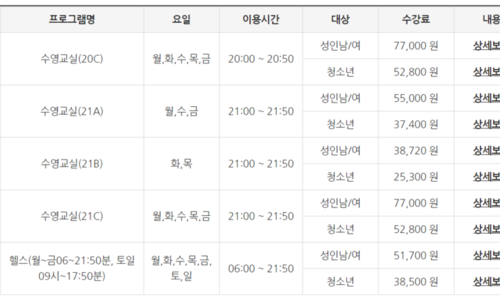 프로그램명 요일 이용시간 대상 수강료 내용
수영교실(20C) 월,화,수,목,금 20:00 ~ 20:50 성인남/여 77,000 원 상세보
청소년 52,800 원 상세보
수영교실(21A) 월,수,금 21:00 ~ 21:50 성인남/여 55,000 원 상세보
청소년 37,400 원 상세보
수영교실(21B) 화,목 21:00 ~ 21:50 성인남/여 38,720 원 상세보
청소년 25,300 원 상세보
수영교실(21C) 월,화,수,목,금 21:00 ~ 21:50 성인남/여 77,000 원 상세보
청소년 52,800 원 상세보
헬스(월~금06~21:50분, 토일 월,화,수,목,금, 06:00 ~ 21:50 성인남/여 51,700 원 상세보
09시~17:50분) 토,일 청소년 38,500 원 상세보